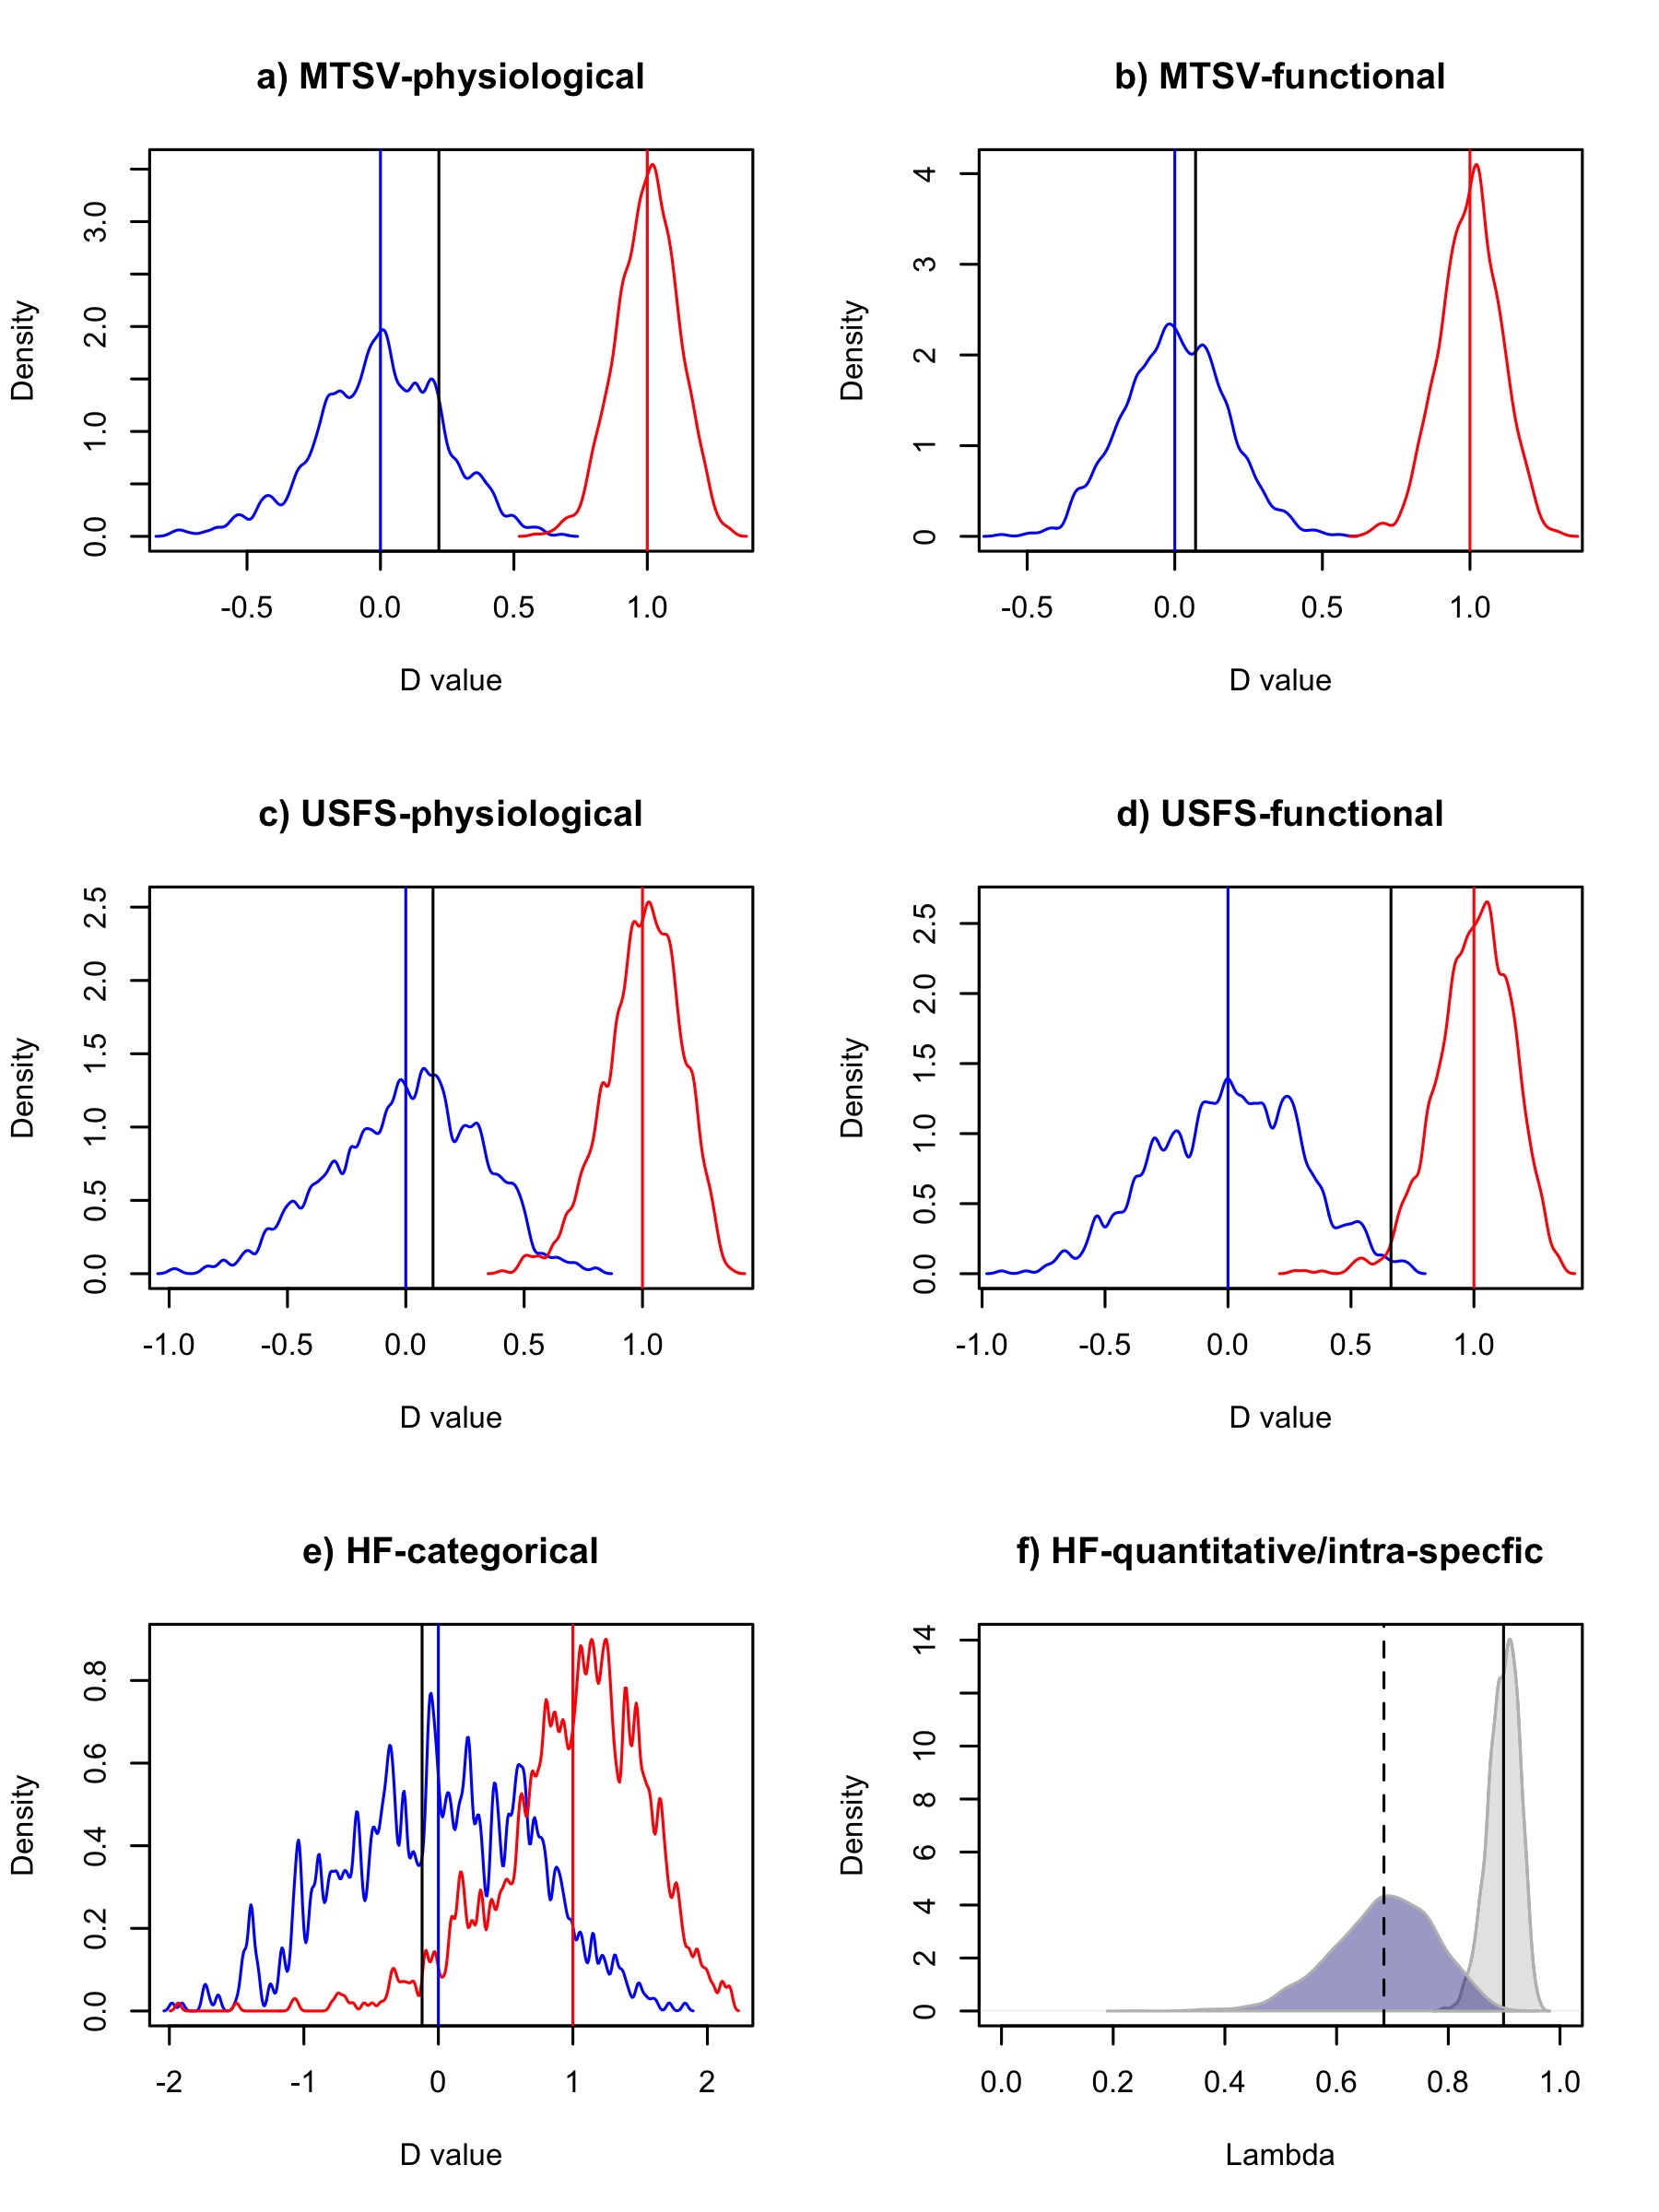 a) MTSV-physiological
Density
0.0 1.0 2.0 3.0
-0.5 0.0 0.5 1.0
D value
b) MTSV-functional
Density
0 1 2 3 4
-0.5 0.0 0.5 1.0
D value
c) USFS-physiological
Density
0.0 0.5 1.0 1.5 2.0 2.5
-1.0 -0.5 0.0 0.5 1.0
D value
d) USFS-functional
Density
0.0 0.5 1.0 1.5 2.0 2.5
-1.0 -0.5 0.0 0.5 1.0
D value
e) HF-categorical
Density
0.0 0.2 0.4 0.6 0.8
-2 -1 0 1 2
D value
f) HF-quantitative/intra-specfic
Density
0 2 4 6 8 10 14
0.0 0.2 0.4 0.6 0.8 1.0
Lambda